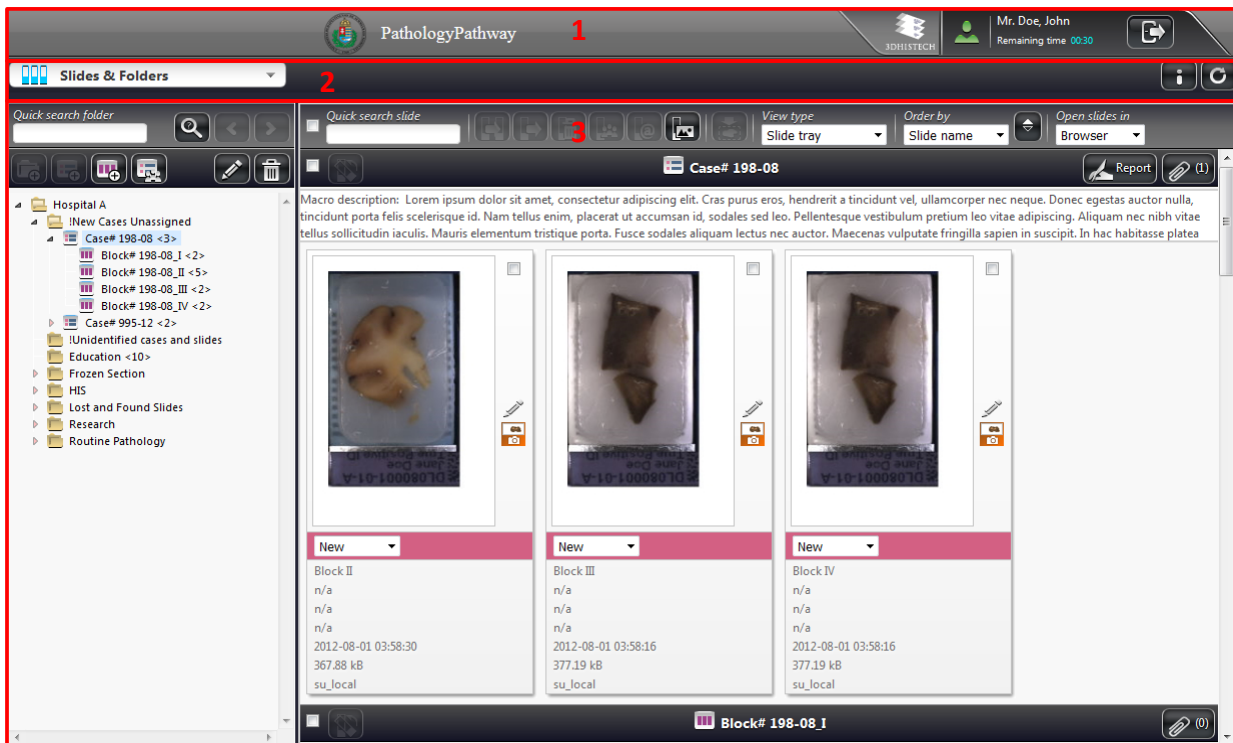 PathologyPathway
1
3DHISTECH
Mr. Doe, John
Remaining time 00:30
Slides & Folders
2
Quick search folder
Quick search slide
3
View type
Slide tray
Order by
Slide name
Open slides in
Browser
Case# 198-08
Report
(1)
Hospital A
!New Cases Unassigned
Case# 198-08 <3>
Block# 198-08_I <2>
Block# 198-08_II <5>
Block# 198-08_III <2>
Block# 198-08_IV <2>
Case# 995-12 <2>
!Unidentified cases and slides
Education <10>
Frozen Section
HIS
Lost and Found Slides
Research
Routine Pathology
Macro description: Lorem ipsum dolor sit amet, consectetur adipiscing elit. Cras purus eros, hendrerit a tincidunt vel, ullamcorper nec neque. Donec egestas auctor nulla,
tincidunt porta felis scelerisque id. Nam tellus enim, placerat ut accumsan id, sodales sed leo. Pellentesque vestibulum pretium leo vitae adipiscing. Aliquam nec nibh vitae
tellus sollicitudin iaculis. Mauris elementum tristique porta. Fusce sodales aliquam lectus nec auctor. Maecenas vulputate fringilla sapien in suscipit. In hac habitasse platea
New
Block II
n/a
n/a
n/a
2012-08-01 03:58:30
367.88 kB
su_local
New
Block III
n/a
n/a
n/a
2012-08-01 03:58:16
377.19 kB
su_local
New
Block IV
n/a
n/a
n/a
2012-08-01 03:58:16
377.19 kB
su_local
Block# 198-08_I
(0)